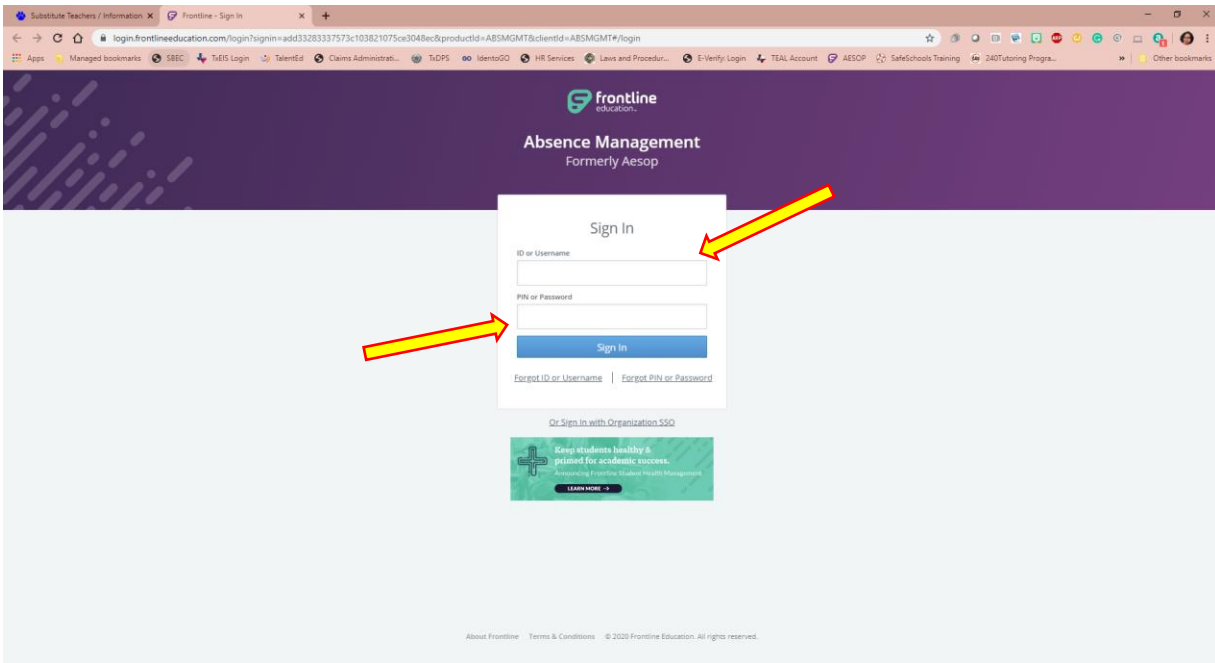 Substitute Teachers / Information
Frontline - Sign In
login.frontlineeducation.com/login?signin=add33283337573c103821075ce3048ec&productId=ABSMGMT&clientId=ABSMGMT#/login
Apps Managed bookmarks SBEC TxEIS Login TalentEd Claims Administrati... TxDPS IdentoGO HR Services Laws and Procedur... E-Verify: Login TEAL Account AESOP SafeSchools Training 240Tutoring Progra... » Other bookmarks
frontline
education.
Absence Management
Formerly Aesop
Sign In
ID or Username
PIN or Password
Sign In
Forgot ID or Username | Forgot PIN or Password
Or Sign In with Organization SSO
Keep students healthy &
primed for academic success.
Announcing Frontline Student Health Management
LEARN MORE →
About Frontline Terms & Conditions © 2020 Frontline Education. All rights reserved.